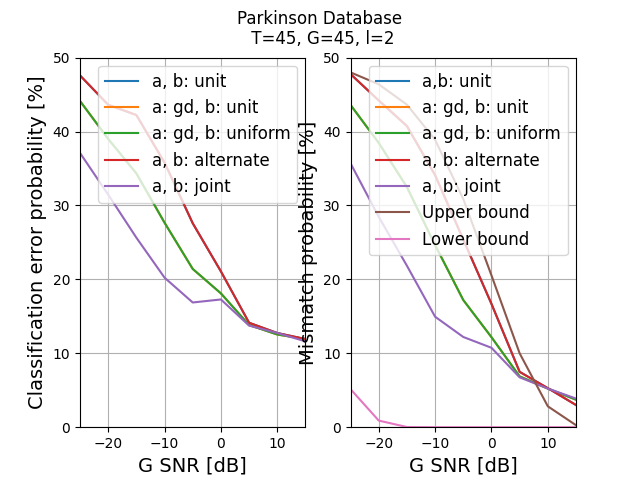 Parkinson Database
T=45, G=45, l=2
Classification error probability [%]
50
40
30
20
10
0
−20
−10
0
10
G SNR [dB]
a, b: unit
a: gd, b: unit
a: gd, b: uniform
a, b: alternate
a, b: joint
Mismatch probability [%]
50
40
30
20
10
0
−20
−10
0
10
G SNR [dB]
a,b: unit
a: gd, b: unit
a: gd, b: uniform
a, b: alternate
a, b: joint
Upper bound
Lower bound